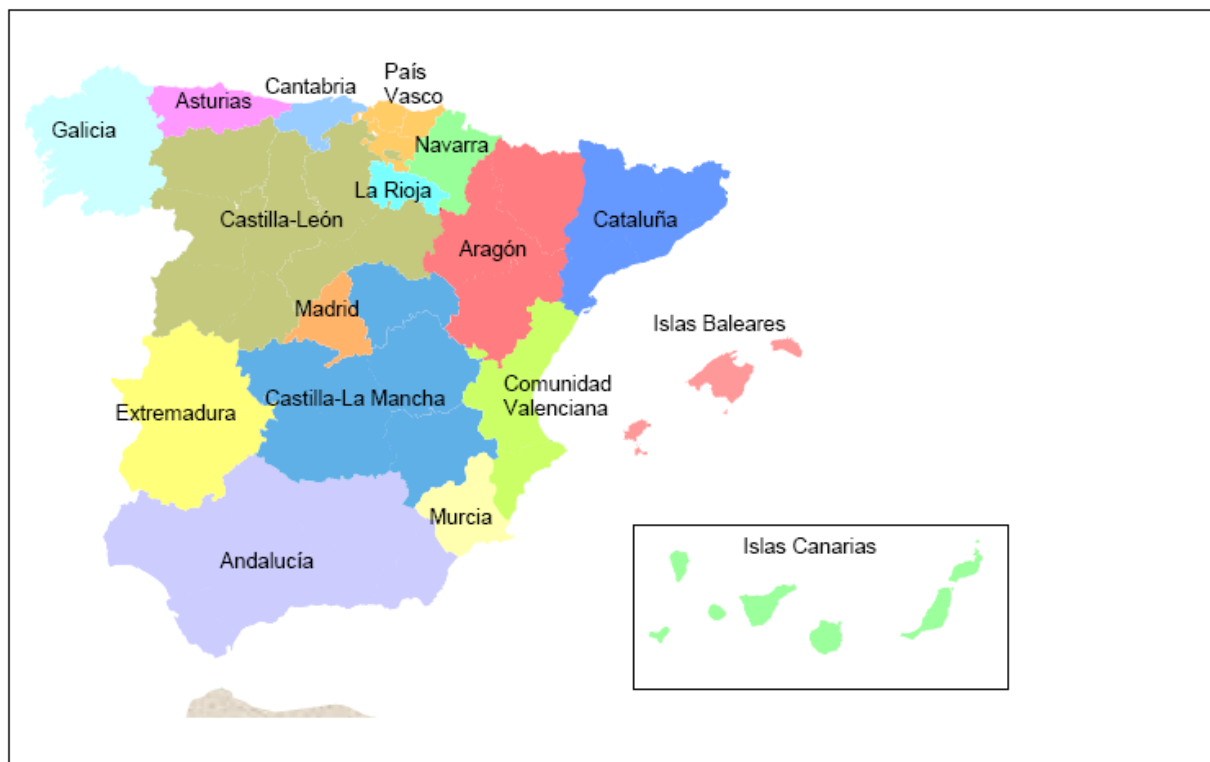 País
Vasco
Cantabria
Asturias
Galicia
Navarra
La Rioja
Castilla-León
Aragón
Cataluña
Madrid
Islas Baleares
Castilla-La Mancha
Comunidad
Valenciana
Extremadura
Murcia
Andalucía
Islas Canarias